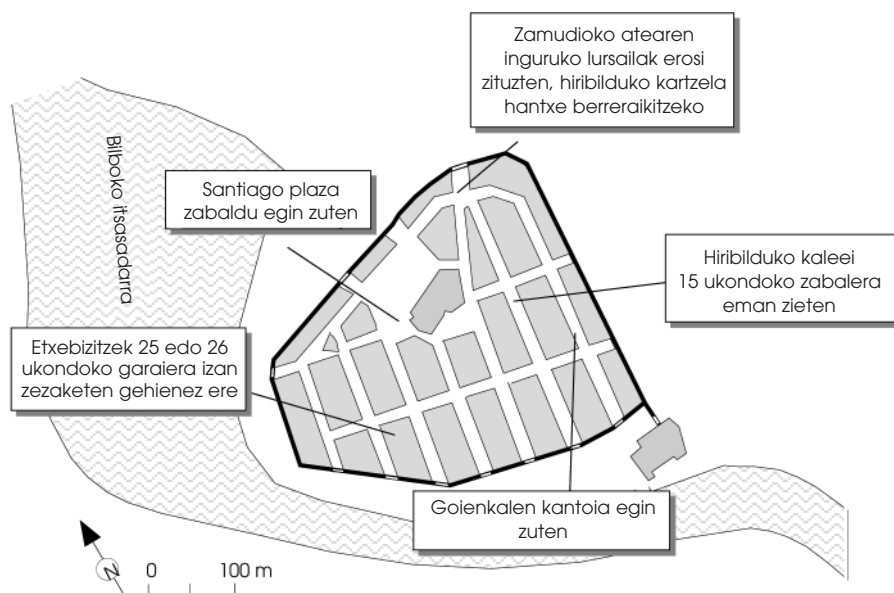 Zamudioko atearen
inguruko lursailak erosi
zituzten, hiribilduko kartzela
hantxe berreraikitzeko
Bilboko itsasadarra
Santiago plaza
zabaldu egin zuten
Hiribilduko kaleei
15 ukondoko zabalera
eman zieten
Etxebizitzek 25 edo 26
ukondoko garaiera izan
zezaketen gehienez ere
Goienkalen kantoia egin
zuten
N
0 100 m